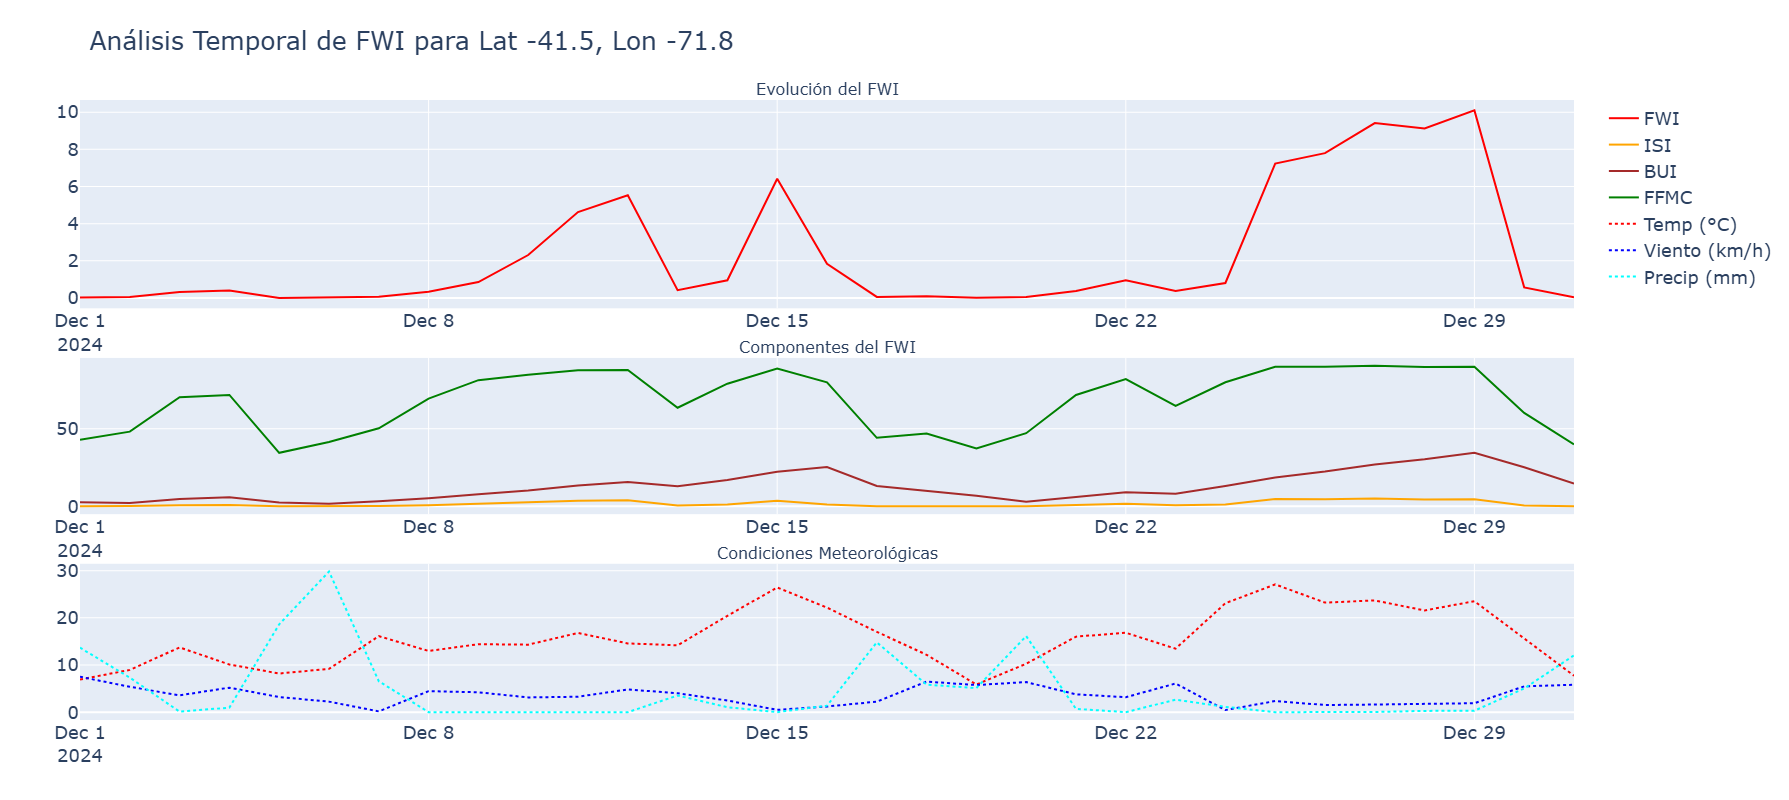 Análisis Temporal de FWI para Lat -41.5, Lon -71.8
Evolución del FWI
10
8
6
4
2
0
Dec 1
2024
Dec 8
Dec 15
Dec 22
Dec 29
FWI
ISI
BUI
FFMC
Temp (°C)
Viento (km/h)
Precip (mm)
Componentes del FWI
50
0
Dec 1
2024
Dec 8
Dec 15
Dec 22
Dec 29
Condiciones Meteorológicas
30
20
10
0
Dec 1
2024
Dec 8
Dec 15
Dec 22
Dec 29